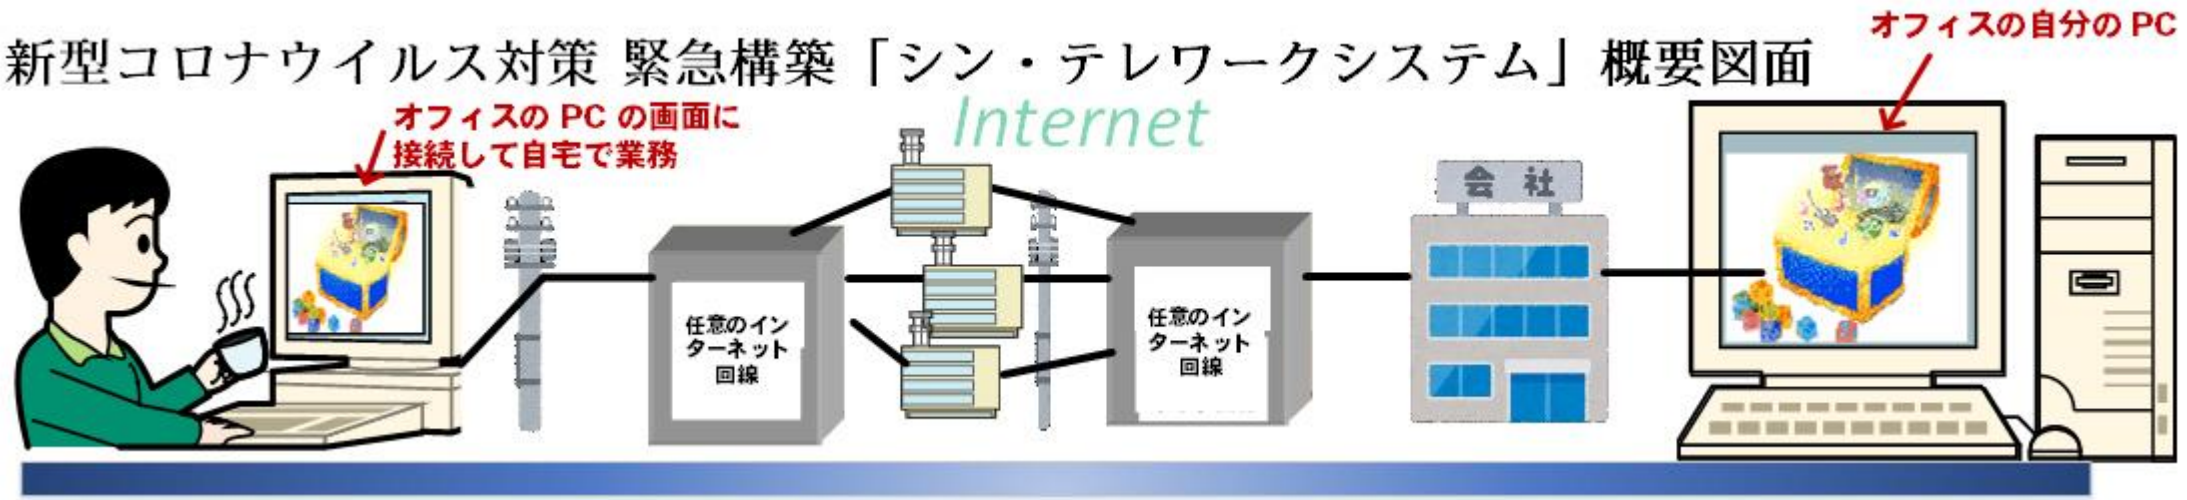 オフィスの自分の PC
新型コロナウイルス対策 緊急構築「シン・テレワークシステム」概要図面
オフィスの PC の画面に
接続して自宅で業務
Internet
会社
任意のイン
ターネット
回線
任意のイン
ターネット
回線